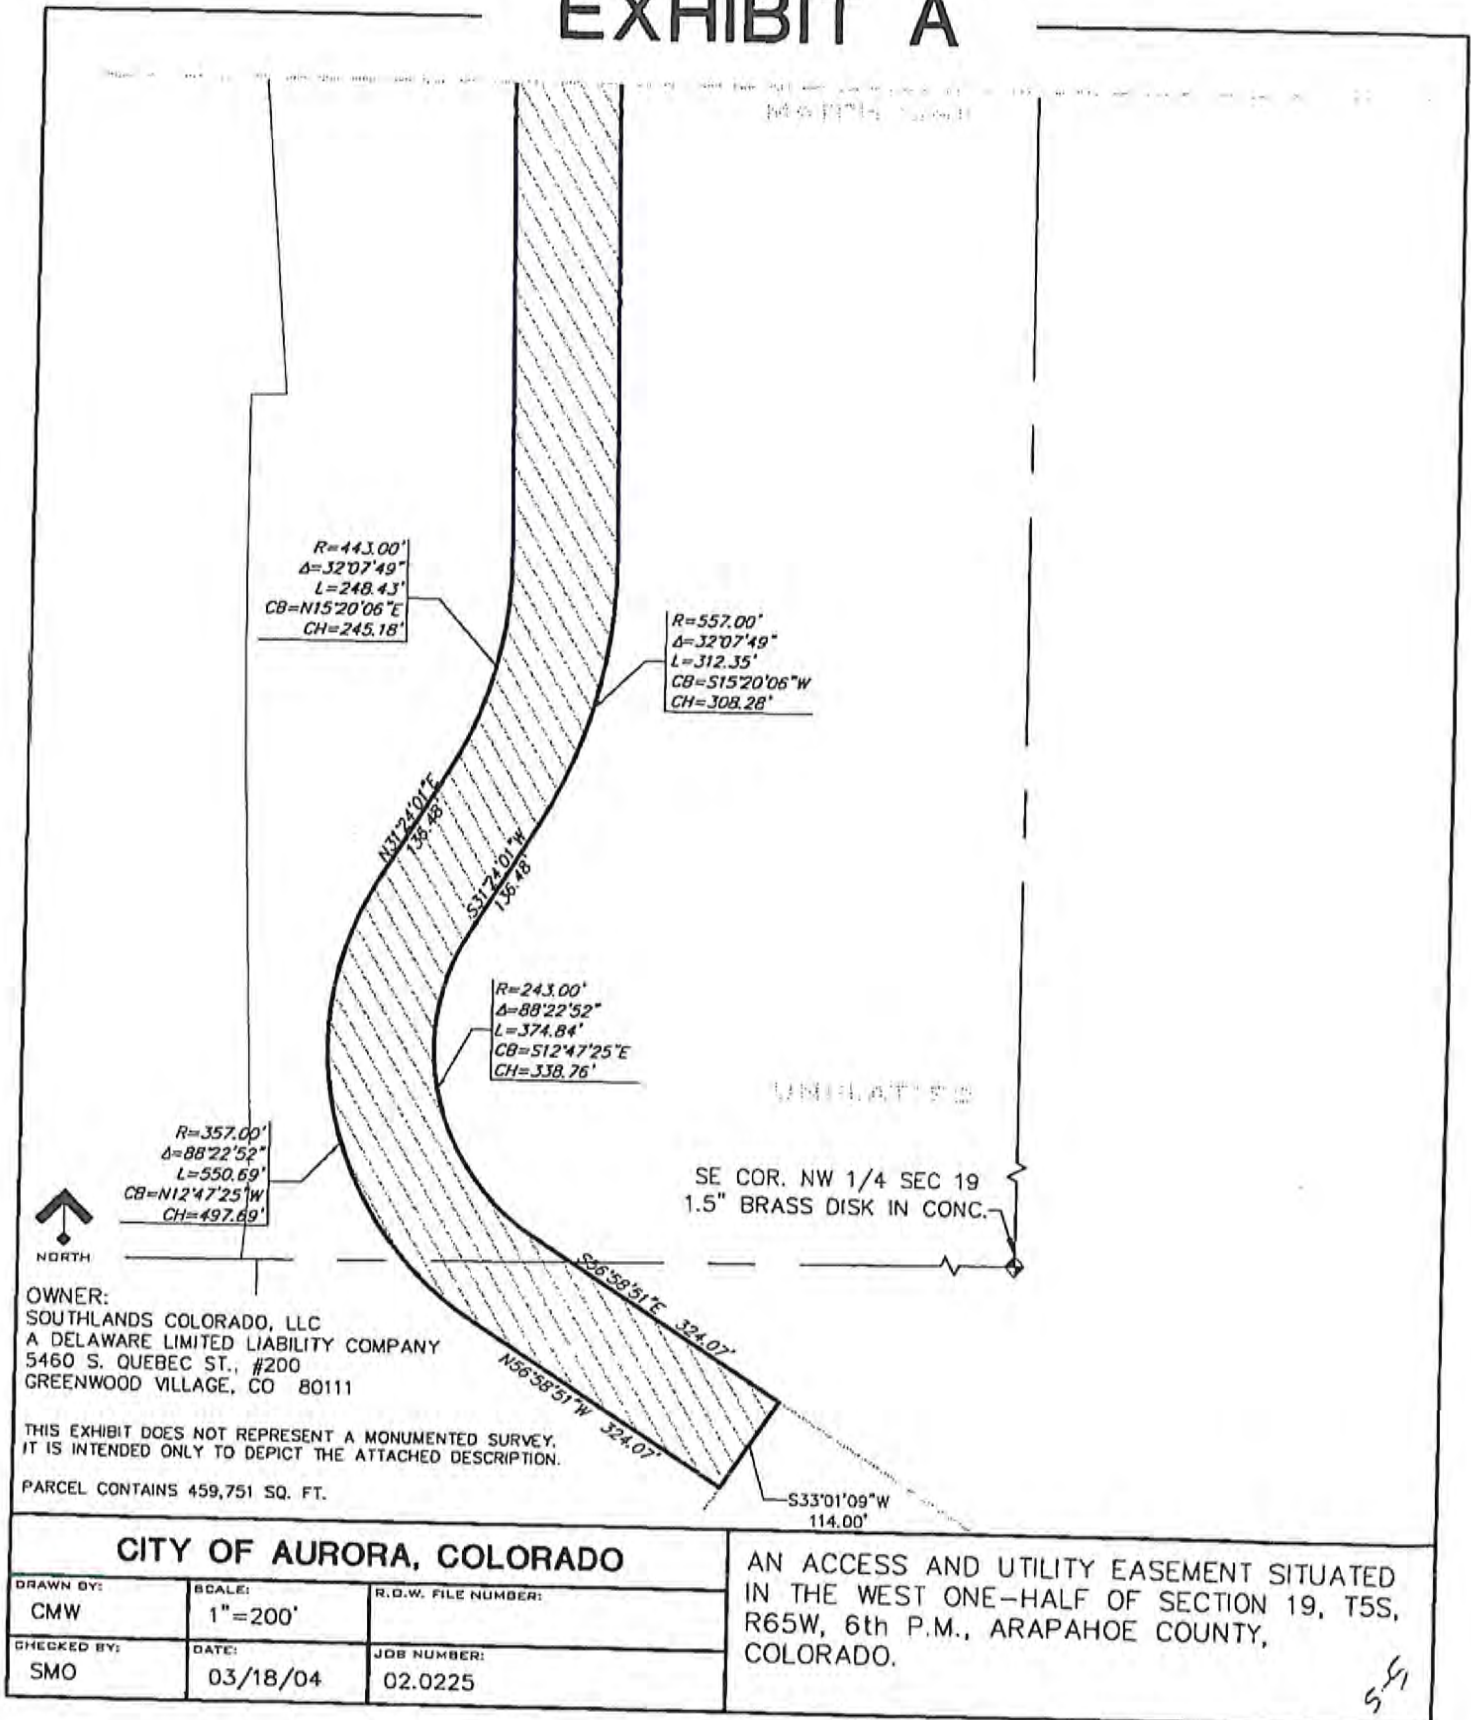 EXHIBIT A
R=443.00'
Δ=32°07'49"
L=248.43'
CB=N15°20'06"E
CH=245.18'
R=557.00'
Δ=32°07'49"
L=312.35'
CB=S15°20'06"W
CH=308.28'
N31°24'01"E
136.48'
S31°24'01"W
136.48'
R=243.00'
Δ=88°22'52"
L=374.84'
CB=S12°47'25"E
CH=338.76'
UNPLATTED
R=357.00'
Δ=88°22'52"
L=550.69'
CB=N12°47'25"W
CH=497.69'
SE COR. NW 1/4 SEC 19
1.5" BRASS DISK IN CONC.
NORTH
S56°58'51"E 324.07'
N56°58'51"W 324.07'
OWNER:
SOUTHLANDS COLORADO, LLC
A DELAWARE LIMITED LIABILITY COMPANY
5460 S. QUEBEC ST., #200
GREENWOOD VILLAGE, CO 80111
THIS EXHIBIT DOES NOT REPRESENT A MONUMENTED SURVEY.
IT IS INTENDED ONLY TO DEPICT THE ATTACHED DESCRIPTION.
PARCEL CONTAINS 459,751 SQ. FT.
S33°01'09"W
114.00'
CITY OF AURORA, COLORADO
DRAWN BY:
CMW
SCALE:
1"=200'
R.O.W. FILE NUMBER:
CHECKED BY:
SMO
DATE:
03/18/04
JOB NUMBER:
02.0225
AN ACCESS AND UTILITY EASEMENT SITUATED
IN THE WEST ONE-HALF OF SECTION 19, T5S,
R65W, 6th P.M., ARAPAHOE COUNTY,
COLORADO.